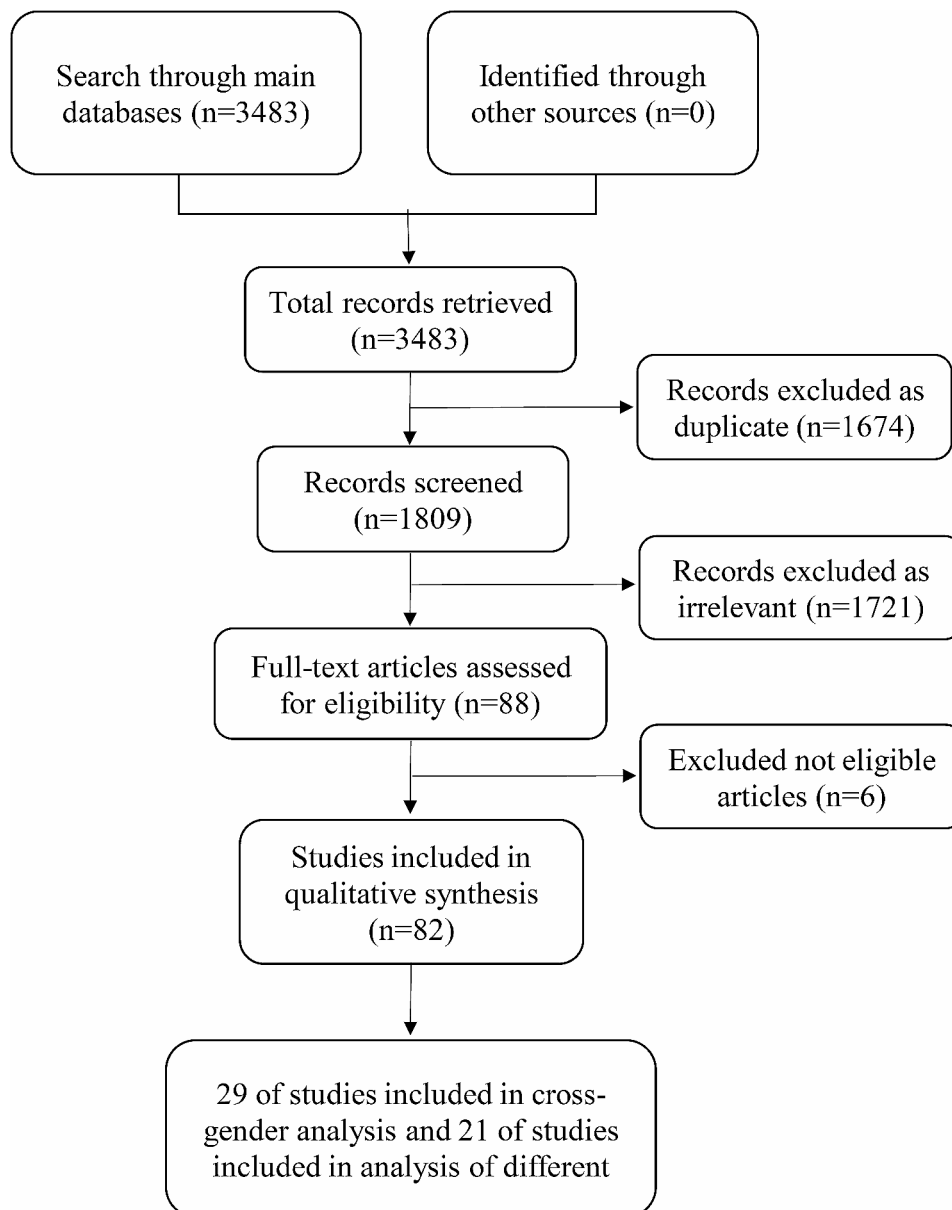 Search through main
databases (n=3483)
Identified through
other sources (n=0)
Total records retrieved
(n=3483)
Records excluded as
duplicate (n=1674)
Records screened
(n=1809)
Records excluded as
irrelevant (n=1721)
Full-text articles assessed
for eligibility (n=88)
Excluded not eligible
articles (n=6)
Studies included in
qualitative synthesis
(n=82)
29 of studies included in cross-
gender analysis and 21 of studies
included in analysis of different